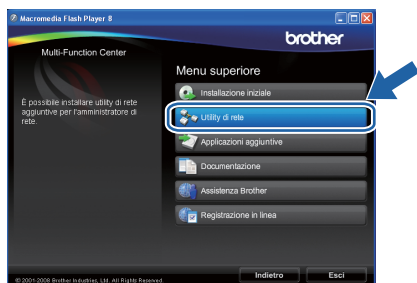 Macromedia Flash Player 8
brother
Multi-Function Center
Menu superiore
Installazione iniziale
È possibile installare utility di rete
aggiuntive per l'amministratore di
rete.
Utility di rete
Applicazioni aggiuntive
Documentazione
Assistenza Brother
Registrazione in linea
© 2001-2008 Brother Industries, Ltd. All Rights Reserved.
Indietro
Esci